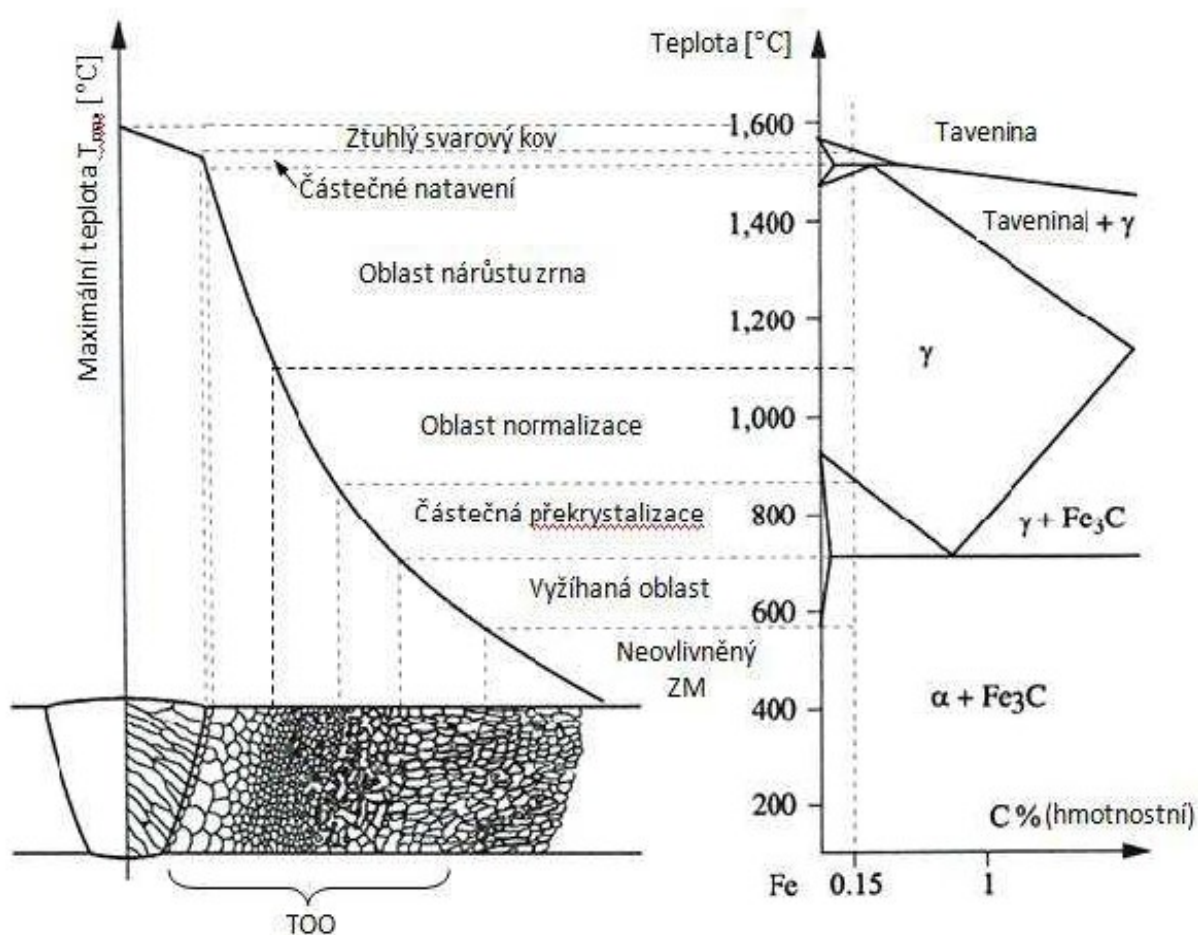 Maximální teplota T [°C]
Teplota [°C]
1,600
1,400
1,200
1,000
800
600
400
200
Ztuhlý svarový kov
Částečné natavení
Oblast nárůstu zrna
Oblast normalizace
Částečná překrystalizace
Vyžíhaná oblast
Neovlivněný
ZM
TOO
Tavenina
Tavenina + γ
γ
γ + Fe₃C
α + Fe₃C
C % (hmotnostní)
Fe 0.15 1